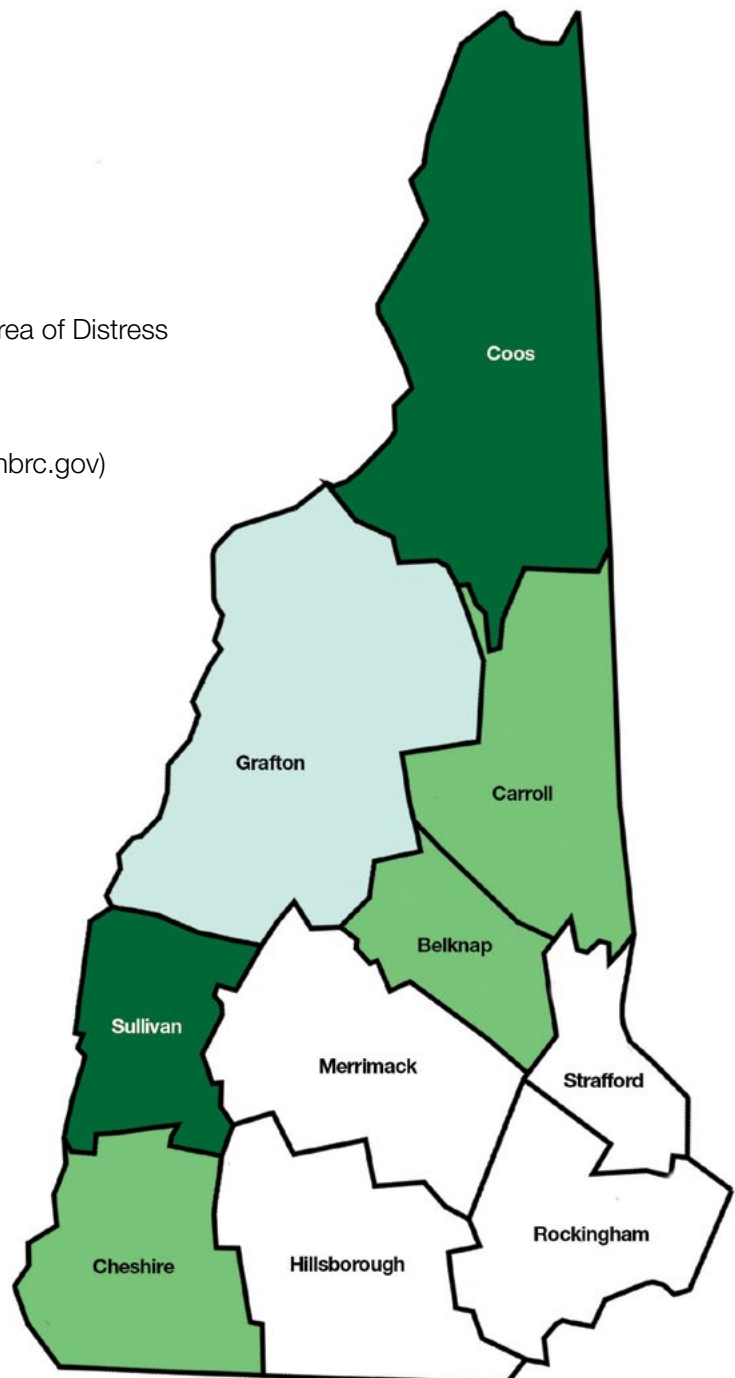 rea of Distress
nbrc.gov)
Coos
Grafton
Carroll
Belknap
Sullivan
Merrimack
Strafford
Rockingham
Hillsborough
Cheshire